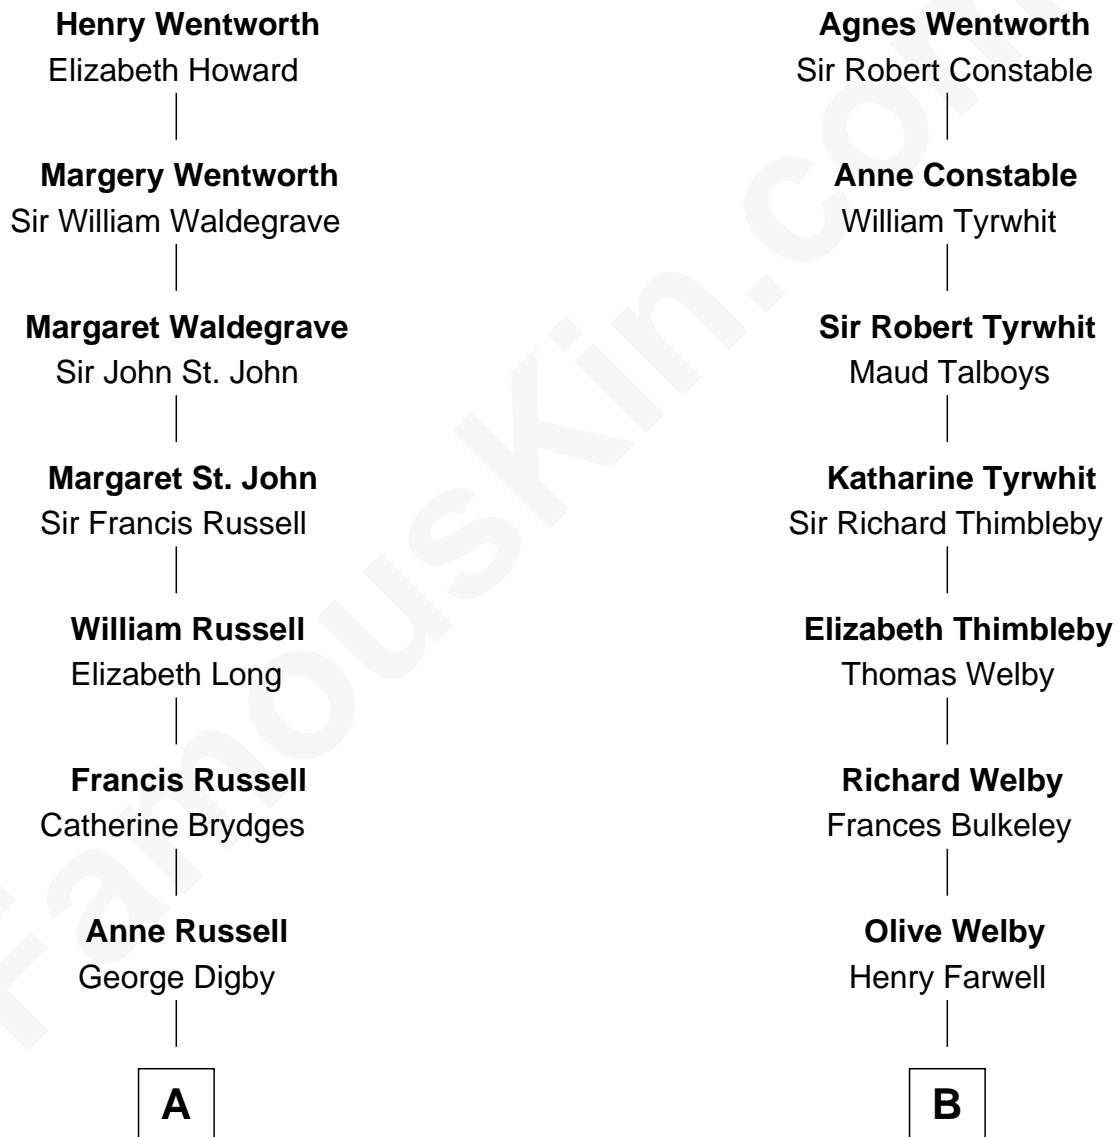 Henry Wentworth
Elizabeth Howard
Margery Wentworth
Sir William Waldegrave
Margaret Waldegrave
Sir John St. John
Margaret St. John
Sir Francis Russell
William Russell
Elizabeth Long
Francis Russell
Catherine Brydges
Anne Russell
George Digby
A
Agnes Wentworth
Sir Robert Constable
Anne Constable
William Tyrwhit
Sir Robert Tyrwhit
Maud Talboys
Katharine Tyrwhit
Sir Richard Thimbleby
Elizabeth Thimbleby
Thomas Welby
Richard Welby
Frances Bulkeley
Olive Welby
Henry Farwell
B
FamousKin.com